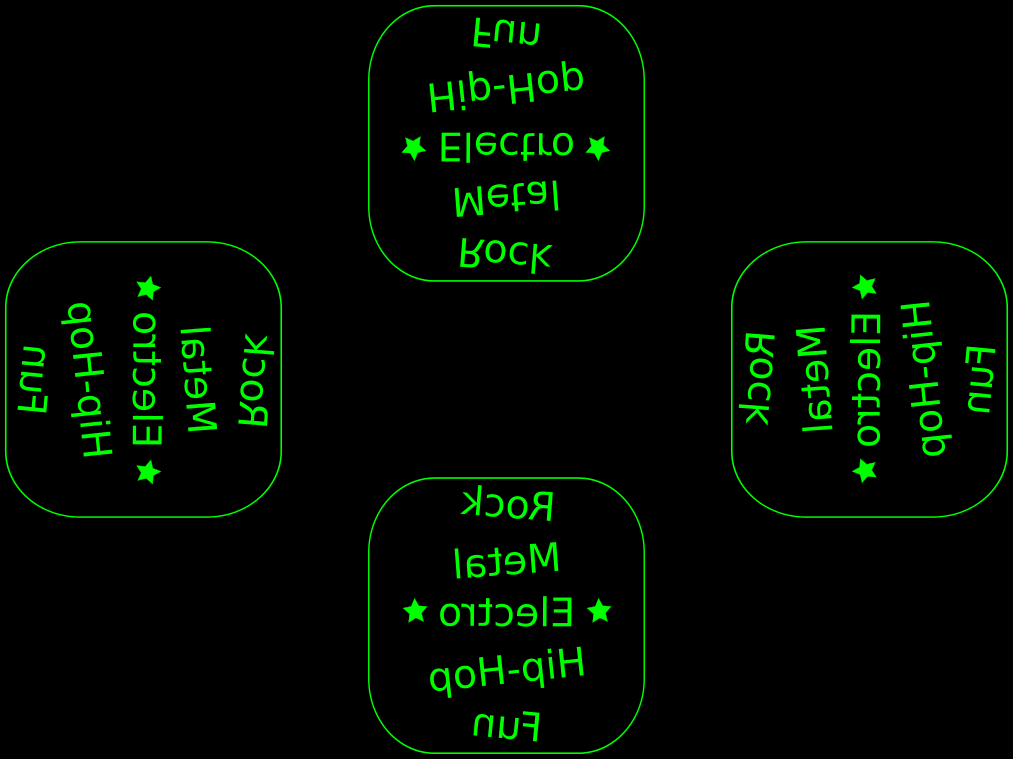 Rock
Metal
★ Electro ★
Hip-Hop
Fun
Rock
Metal
★ Electro ★
Hip-Hop
Fun
Rock
Metal
★ Electro ★
Hip-Hop
Fun
Rock
Metal
★ Electro ★
Hip-Hop
Fun